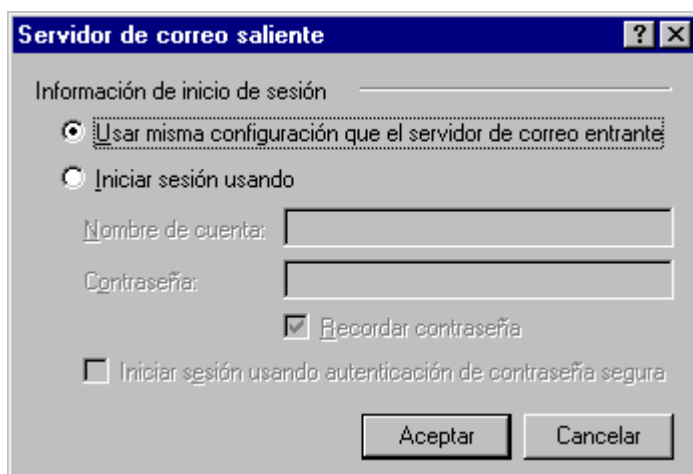 Servidor de correo saliente
Información de inicio de sesión
Usar misma configuración que el servidor de correo entrante
Iniciar sesión usando
Nombre de cuenta:
Contraseña:
Recordar contraseña
Iniciar sesión usando autenticación de contraseña segura
Aceptar Cancelar